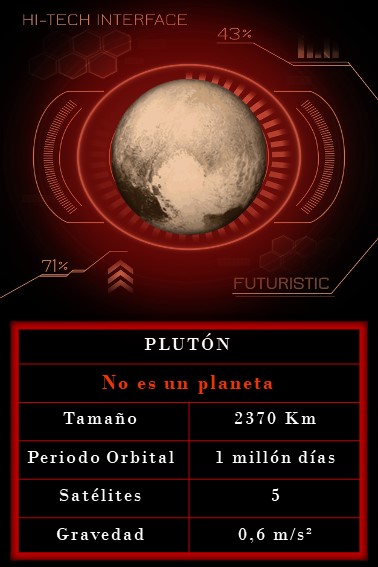 HI-TECH INTERFACE
43%
71%
FUTURISTIC
PLUTÓN
No es un planeta
Tamaño 2370 Km
Periodo Orbital 1 millón días
Satélites 5
Gravedad 0,6 m/s²